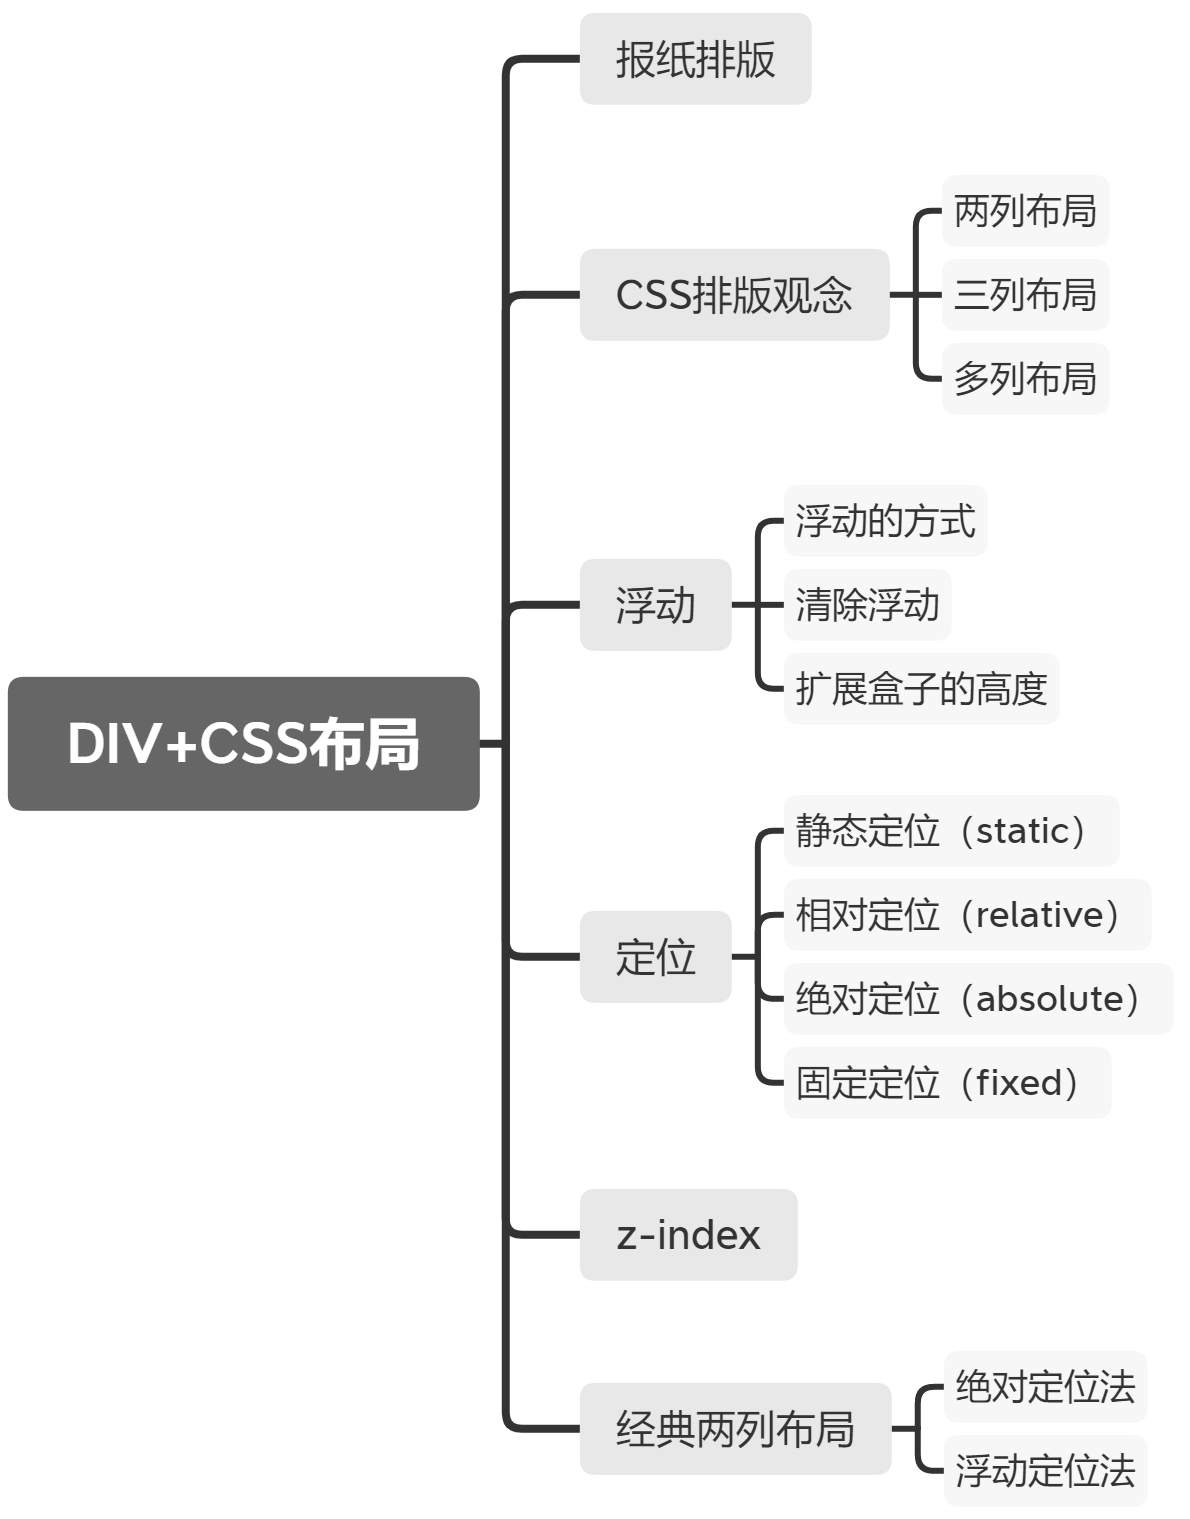 DIV+CSS布局
报纸排版
CSS排版观念
两列布局
三列布局
多列布局
浮动
浮动的方式
清除浮动
扩展盒子的高度
定位
静态定位（static）
相对定位（relative）
绝对定位（absolute）
固定定位（fixed）
z-index
经典两列布局
绝对定位法
浮动定位法